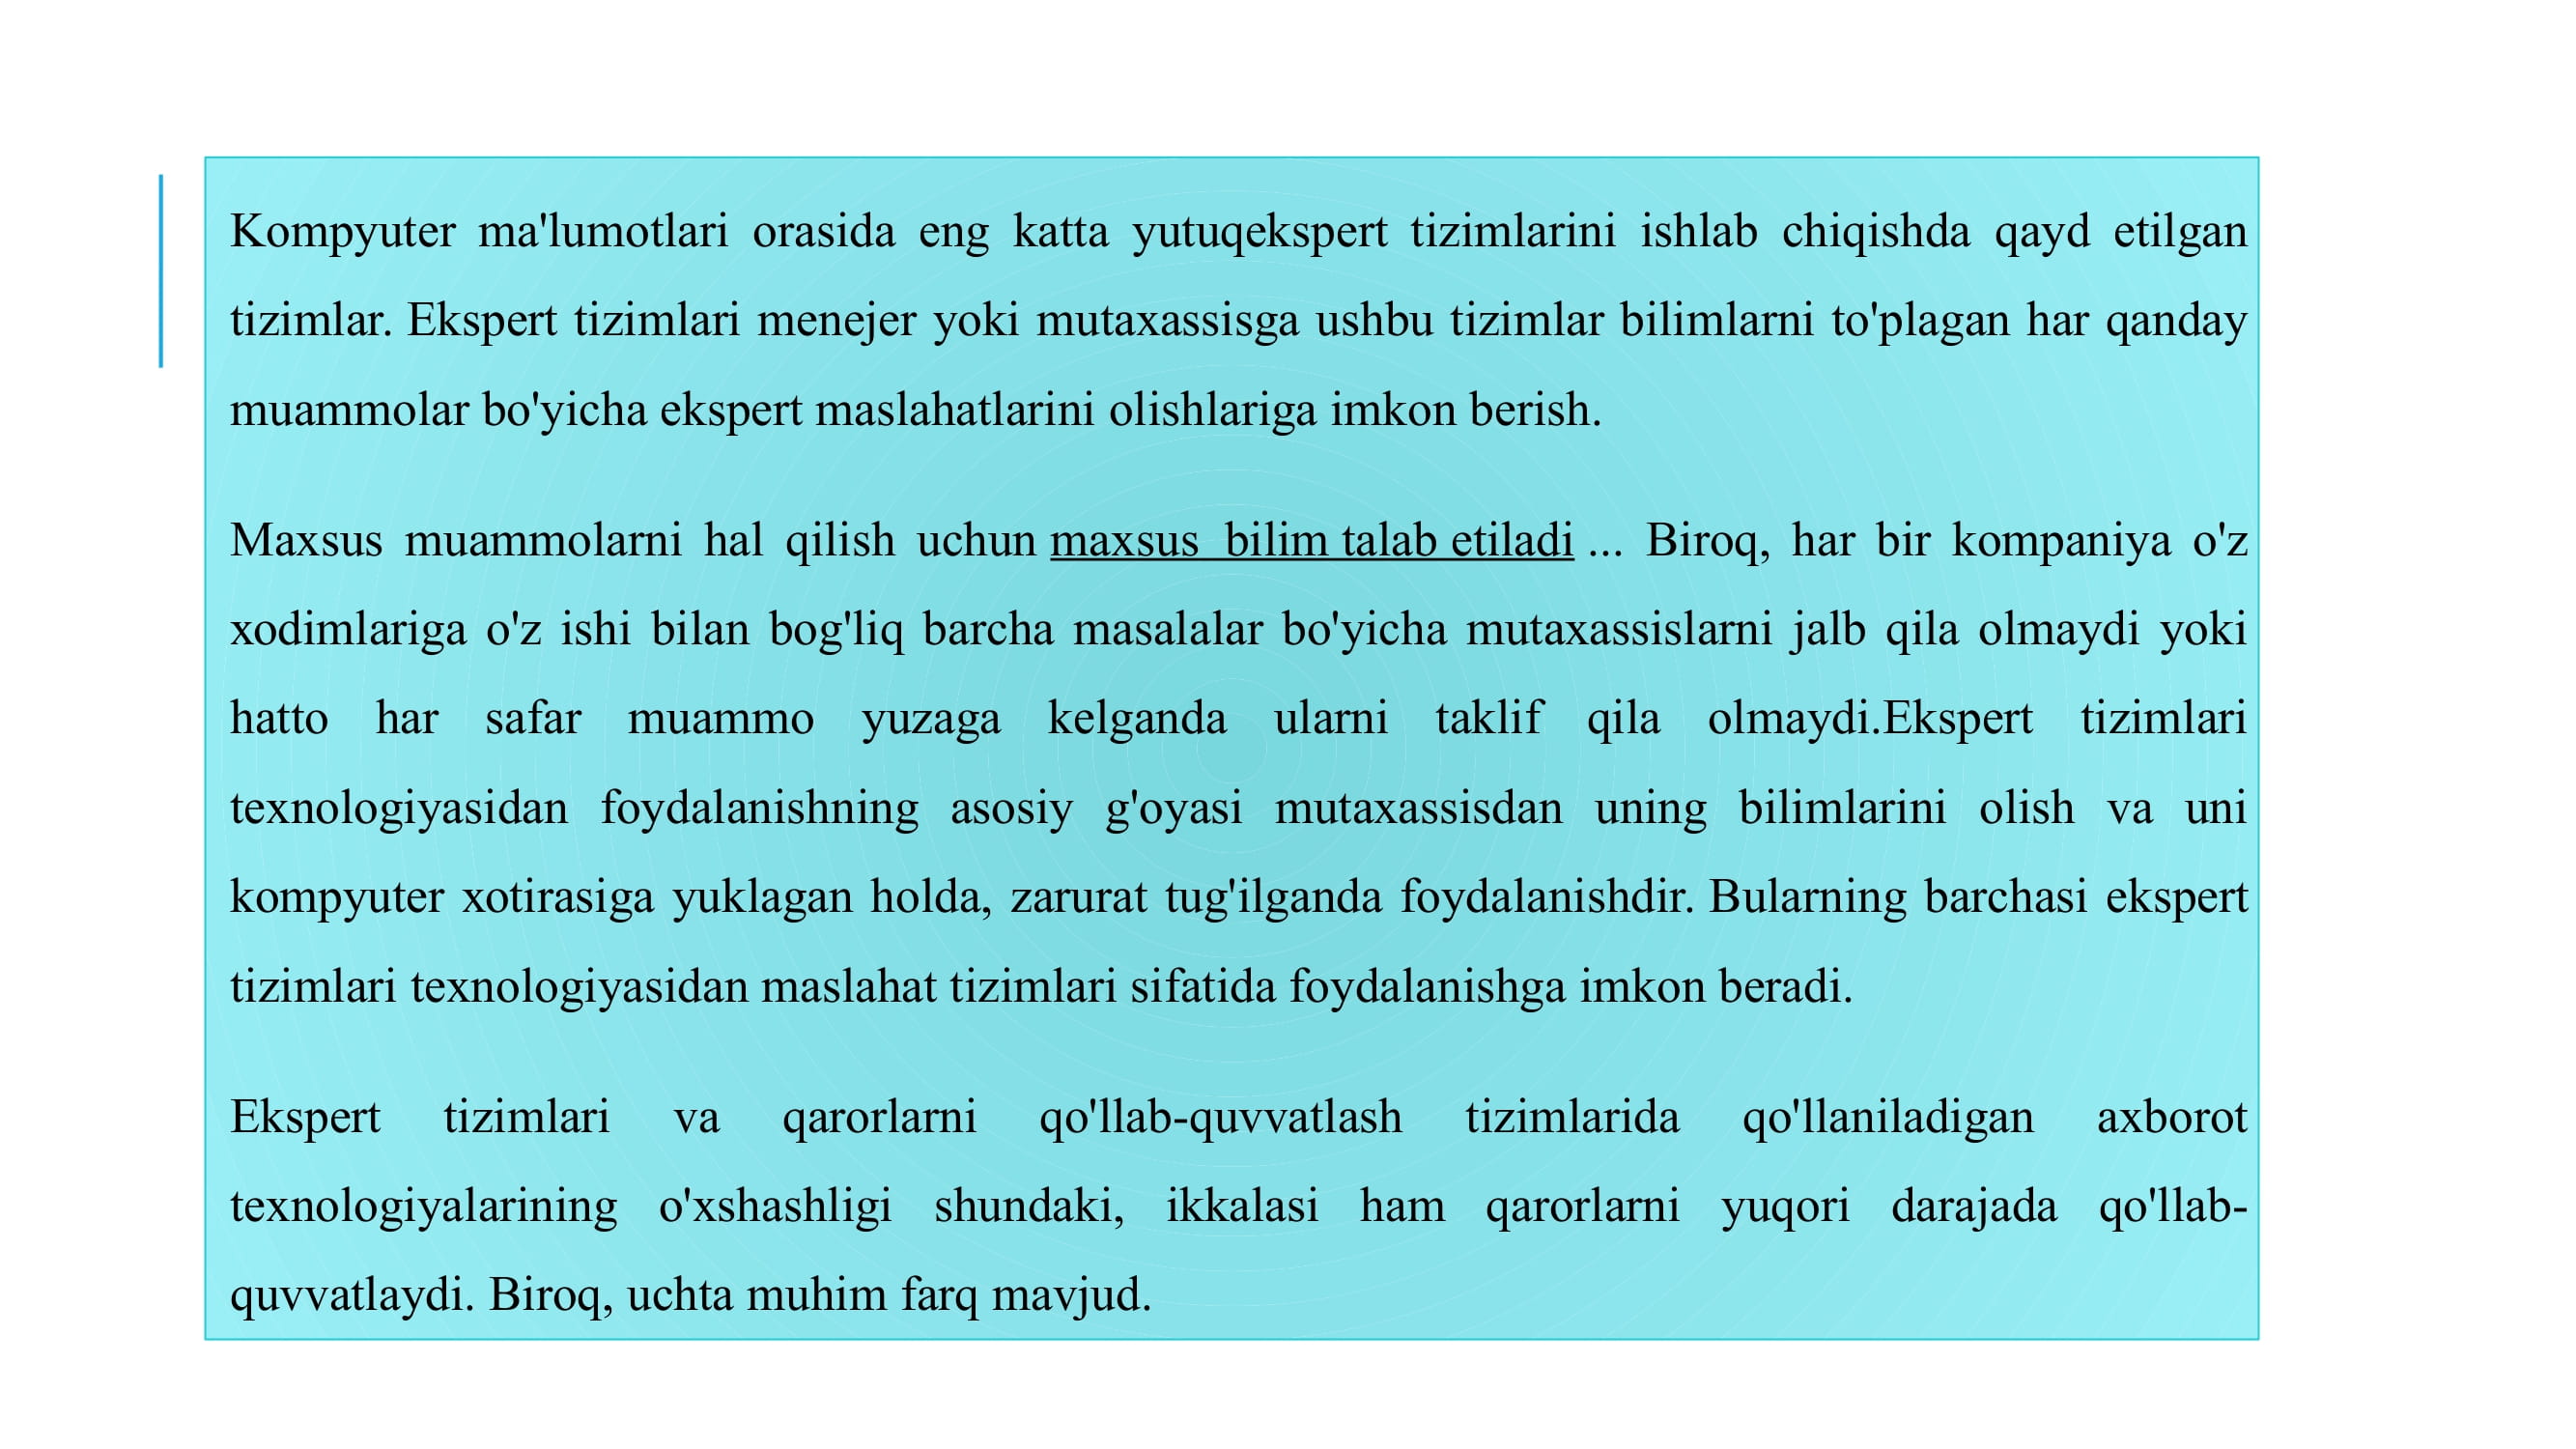 Kompyuter ma'lumotlari orasida eng katta yutuqekspert tizimlarini ishlab chiqishda qayd etilgan
tizimlar. Ekspert tizimlari menejer yoki mutaxassisga ushbu tizimlar bilimlarni to'plagan har qanday
muammolar bo'yicha ekspert maslahatlarini olishlariga imkon berish.
Maxsus muammolarni hal qilish uchun maxsus bilim talab etiladi ... Biroq, har bir kompaniya o'z
xodimlariga o'z ishi bilan bog'liq barcha masalalar bo'yicha mutaxassislarni jalb qila olmaydi yoki
hatto har safar muammo yuzaga kelganda ularni taklif qila olmaydi.Ekspert tizimlari
texnologiyasidan foydalanishning asosiy g'oyasi mutaxassisdan uning bilimlarini olish va uni
kompyuter xotirasiga yuklagan holda, zarurat tug'ilganda foydalanishdir. Bularning barchasi ekspert
tizimlari texnologiyasidan maslahat tizimlari sifatida foydalanishga imkon beradi.
Ekspert tizimlari va qarorlarni qo'llab-quvvatlash tizimlarida qo'llaniladigan axborot
texnologiyalarining o'xshashligi shundaki, ikkalasi ham qarorlarni yuqori darajada qo'llab-
quvvatlaydi. Biroq, uchta muhim farq mavjud.